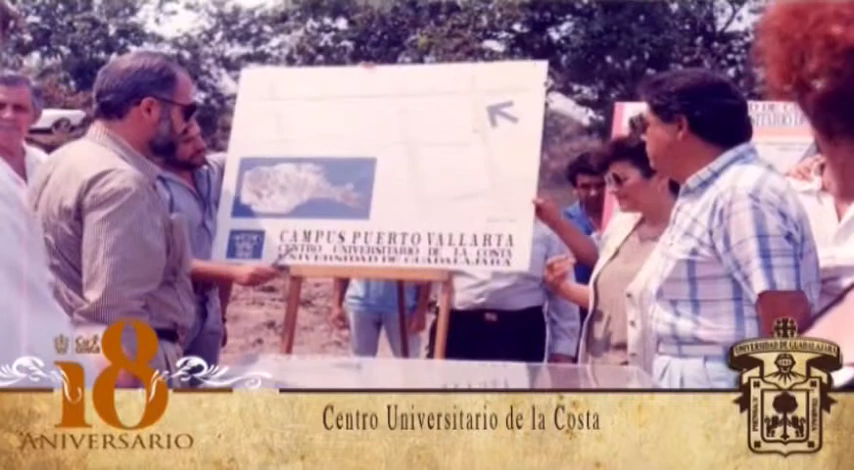 CAMPUS PUERTO VALLARTA
CENTRO UNIVERSITARIO DE LA COSTA
UNIVERSIDAD DE GUADALAJARA
18
ANIVERSARIO
Centro Universitario de la Costa
UNIVERSIDAD DE GUADALAJARA